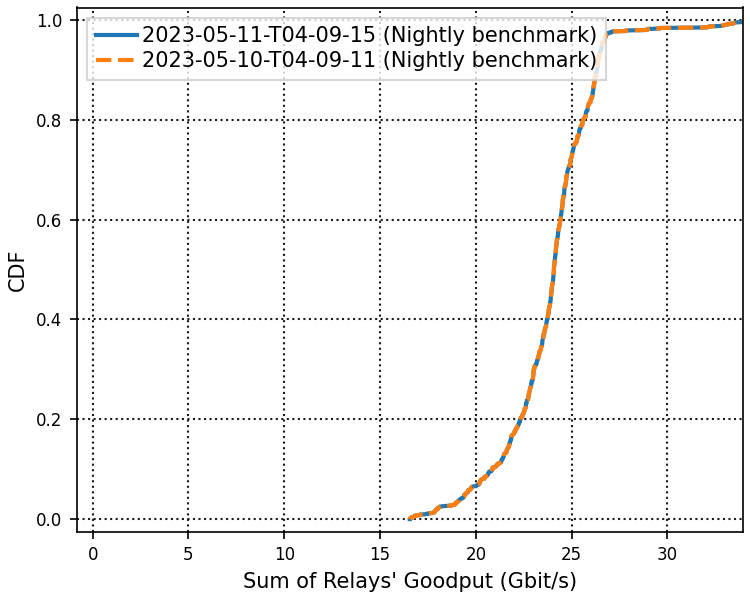 2023-05-11-T04-09-15 (Nightly benchmark)
2023-05-10-T04-09-11 (Nightly benchmark)
1.0
0.8
0.6
0.4
0.2
0.0
CDF
0 5 10 15 20 25 30
Sum of Relays' Goodput (Gbit/s)